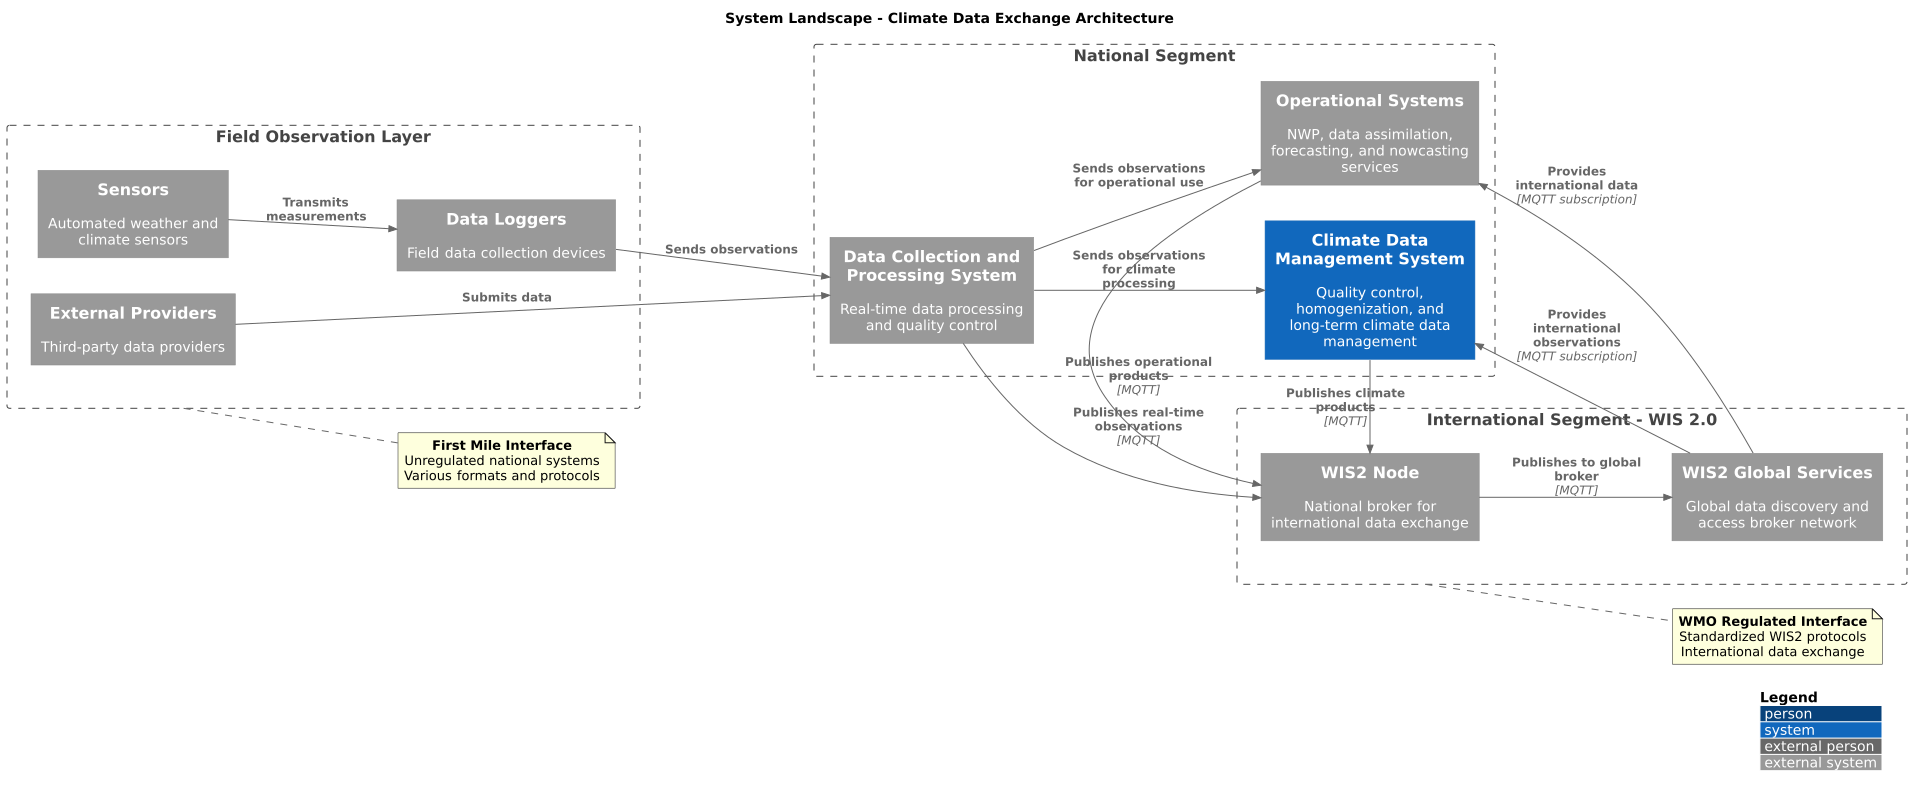 System Landscape - Climate Data Exchange Architecture
Field Observation Layer
Sensors
Automated weather and
climate sensors
Transmits
measurements
Data Loggers
Field data collection devices
External Providers
Third-party data providers
Sends observations
Submits data
First Mile Interface
Unregulated national systems
Various formats and protocols
National Segment
Data Collection and
Processing System
Real-time data processing
and quality control
Sends observations
for operational use
Operational Systems
NWP, data assimilation,
forecasting, and nowcasting
services
Sends observations
for climate
processing
Climate Data
Management System
Quality control,
homogenization, and
long-term climate data
management
Provides
international data
[MQTT subscription]
Provides
international
observations
[MQTT subscription]
Publishes operational
products
[MQTT]
Publishes real-time
observations
[MQTT]
Publishes climate
products
[MQTT]
International Segment - WIS 2.0
WIS2 Node
National broker for
international data exchange
Publishes to global
broker
[MQTT]
WIS2 Global Services
Global data discovery and
access broker network
WMO Regulated Interface
Standardized WIS2 protocols
International data exchange
Legend
person
system
external person
external system